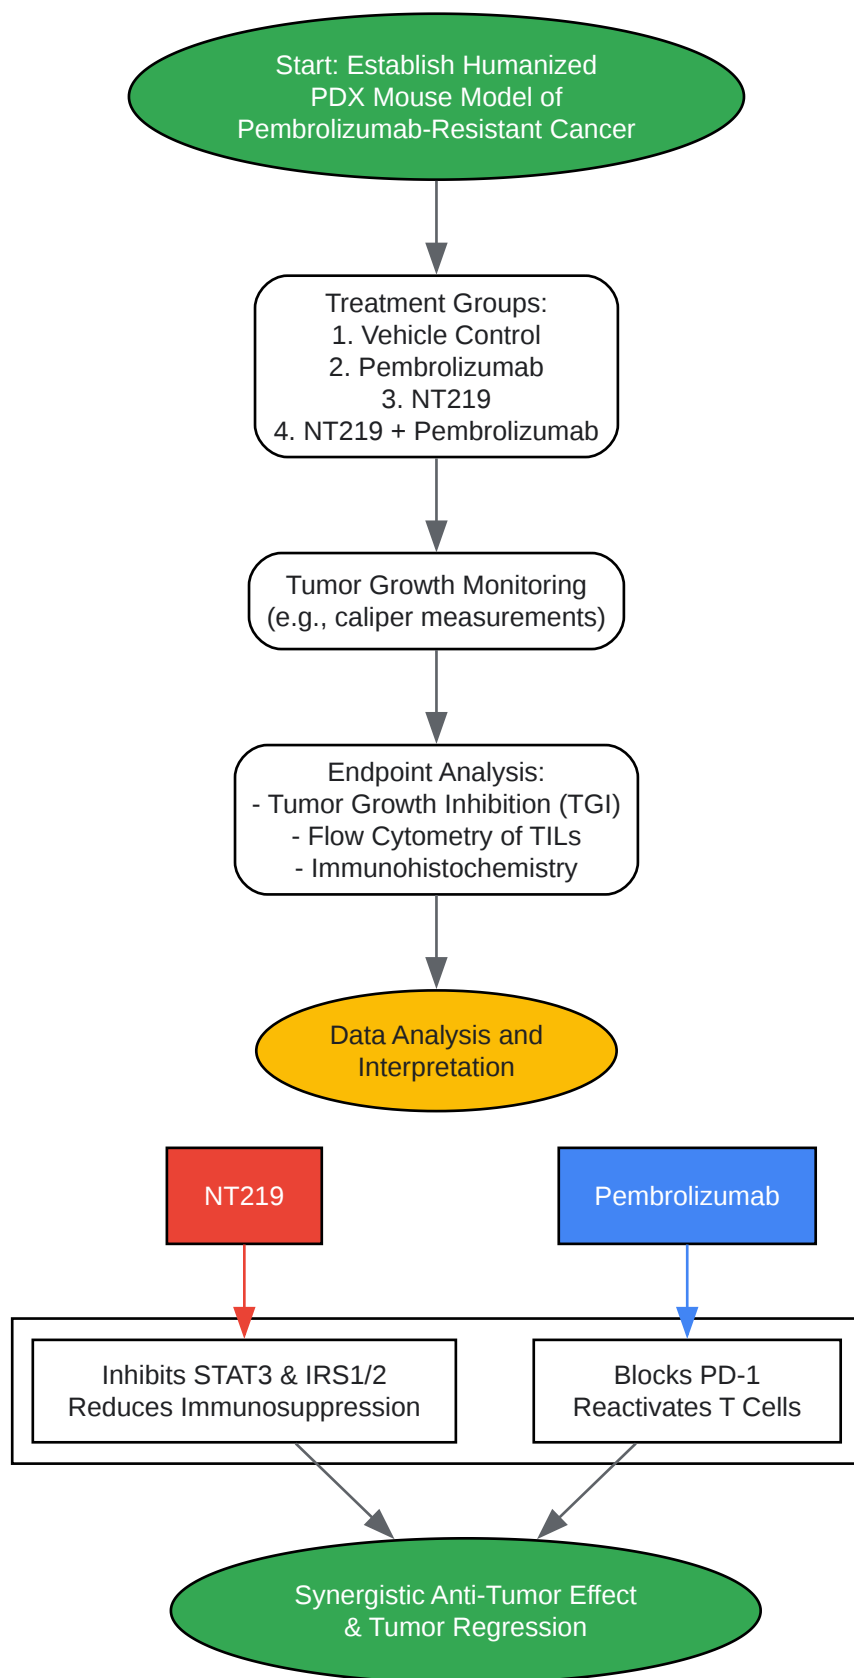 Start: Establish Humanized
PDX Mouse Model of
Pembrolizumab-Resistant Cancer
Treatment Groups:
1. Vehicle Control
2. Pembrolizumab
3. NT219
4. NT219 + Pembrolizumab
Tumor Growth Monitoring
(e.g., caliper measurements)
Endpoint Analysis:
- Tumor Growth Inhibition (TGI)
- Flow Cytometry of TILs
- Immunohistochemistry
Data Analysis and
Interpretation
NT219
Pembrolizumab
Inhibits STAT3 & IRS1/2
Reduces Immunosuppression
Blocks PD-1
Reactivates T Cells
Synergistic Anti-Tumor Effect
& Tumor Regression